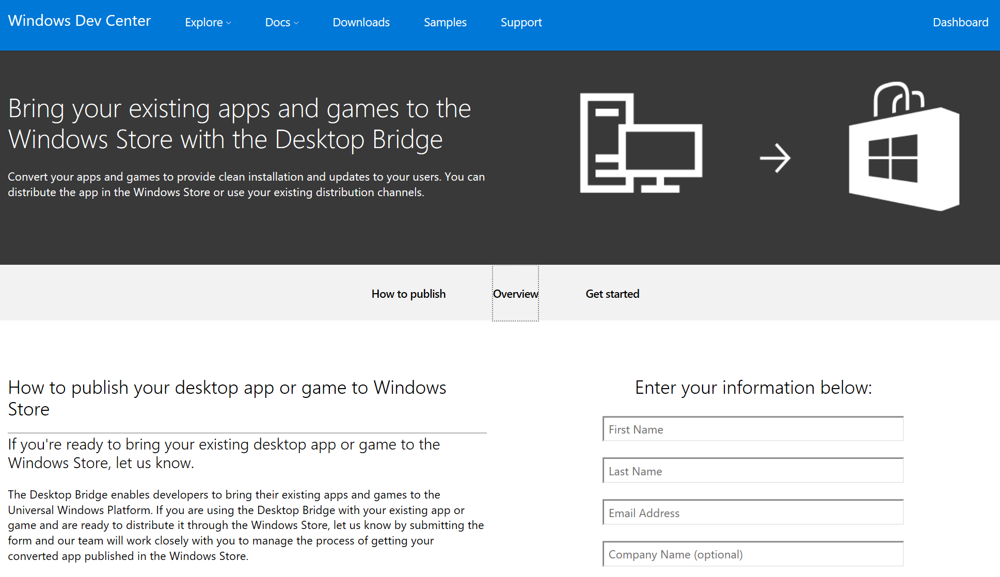 Windows Dev Center Explore Docs Downloads Samples Support Dashboard
Bring your existing apps and games to the
Windows Store with the Desktop Bridge
Convert your apps and games to provide clean installation and updates to your users. You can
distribute the app in the Windows Store or use your existing distribution channels.
How to publish Overview Get started
How to publish your desktop app or game to Windows
Store
If you're ready to bring your existing desktop app or game to the
Windows Store, let us know.
The Desktop Bridge enables developers to bring their existing apps and games to the
Universal Windows Platform. If you are using the Desktop Bridge with your existing app or
game and are ready to distribute it through the Windows Store, let us know by submitting the
form and our team will work closely with you to manage the process of getting your
converted app published in the Windows Store.
Enter your information below:
First Name
Last Name
Email Address
Company Name (optional)